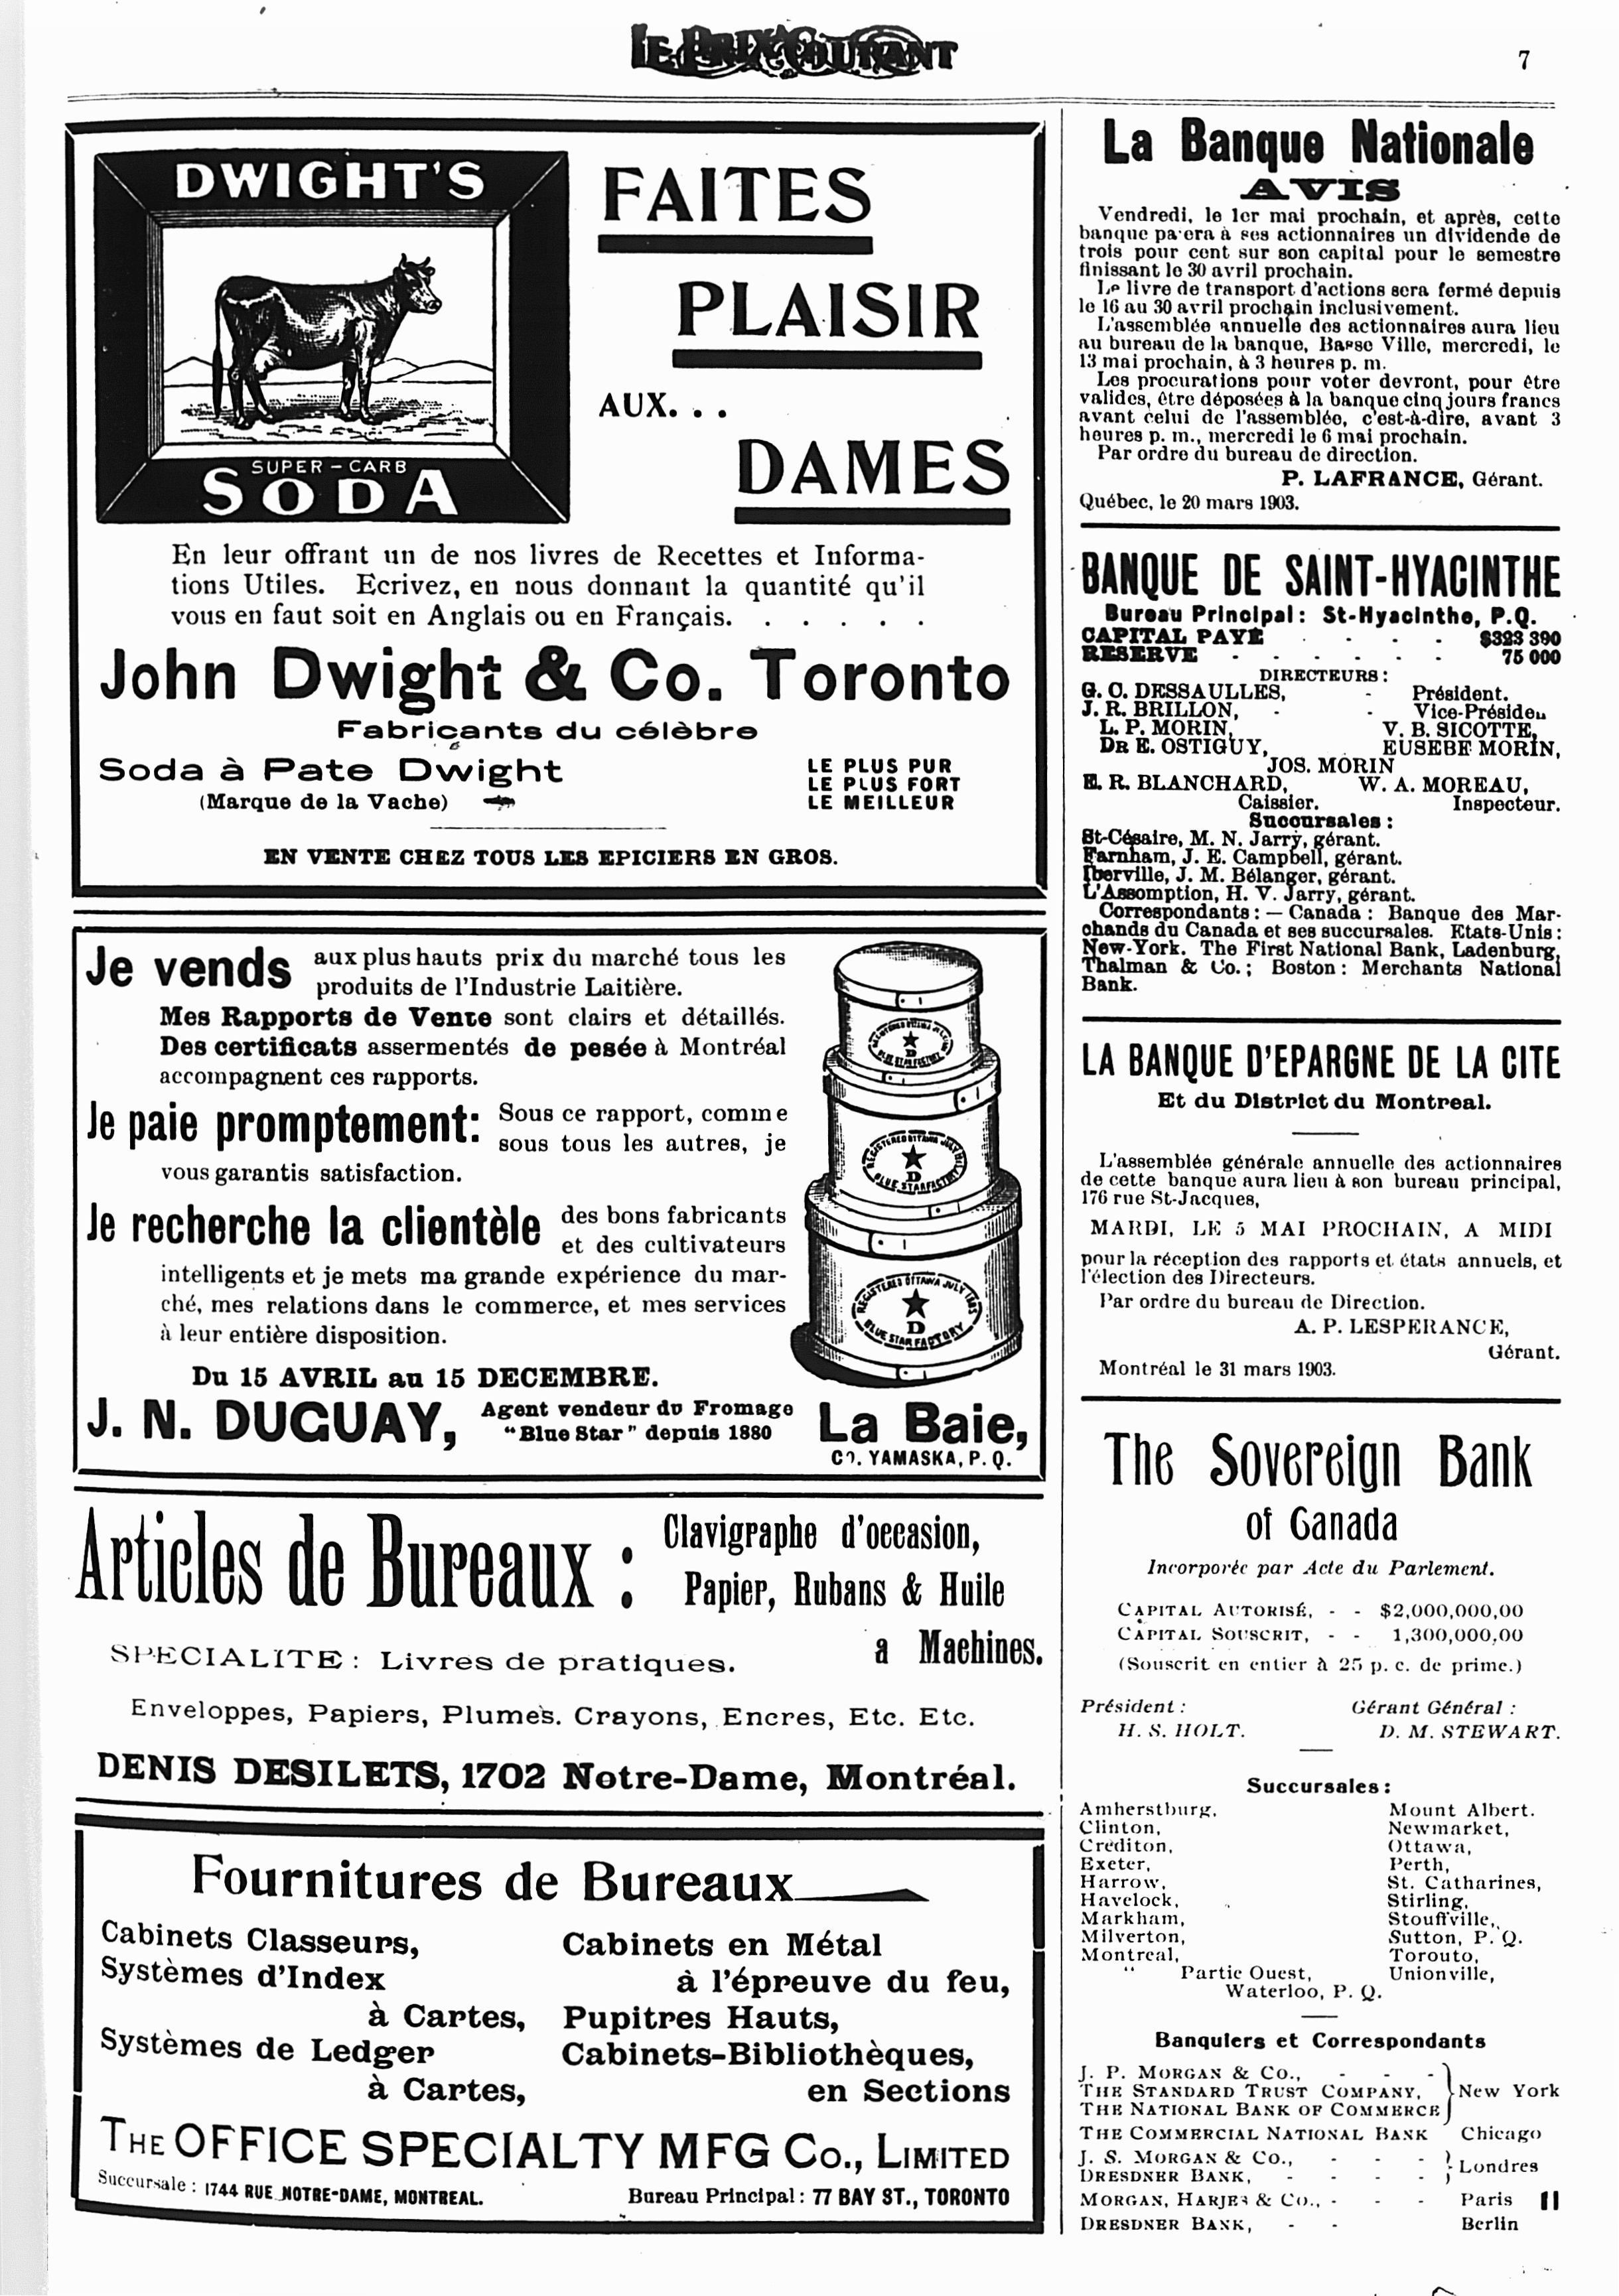 LE PRIX COURANT
7
DWIGHT'S
SUPER-CARB
SODA
FAITES
PLAISIR
AUX. . .
DAMES
En leur offrant un de nos livres de Recettes et Informa-
tions Utiles. Ecrivez, en nous donnant la quantité qu'il
vous en faut soit en Anglais ou en Français. . . . . . .
John Dwight & Co. Toronto
Fabricants du célèbre
Soda à Pate Dwight
(Marque de la Vache)
LE PLUS PUR
LE PLUS FORT
LE MEILLEUR
EN VENTE CHEZ TOUS LES EPICIERS EN GROS.
Je vends aux plus hauts prix du marché tous les
produits de l'Industrie Laitière.
Mes Rapports de Vente sont clairs et détaillés.
Des certificats assermentés de pesée à Montréal
accompagnent ces rapports.
Je paie promptement: Sous ce rapport, comme
sous tous les autres, je
vous garantis satisfaction.
Je recherche la clientèle des bons fabricants
et des cultivateurs
intelligents et je mets ma grande expérience du mar-
ché, mes relations dans le commerce, et mes services
à leur entière disposition.
Du 15 AVRIL au 15 DECEMBRE.
REGISTERED OTTAWA JULY
D
BLUE STAR FACTORY
REGISTERED OTTAWA JULY 1885
D
BLUE STAR FACTORY
J. N. DUGUAY, Agent vendeur du Fromage
"Blue Star" depuis 1880
La Baie,
CO. YAMASKA, P. Q.
Articles de Bureaux :
Clavigraphe d'occasion,
Papier, Rubans & Huile
a Machines.
SPECIALITE : Livres de pratiques.
Enveloppes, Papiers, Plumes. Crayons, Encres, Etc. Etc.
DENIS DESILETS, 1702 Notre-Dame, Montréal.
Fournitures de Bureaux
Cabinets Classeurs,
Systèmes d'Index
à Cartes,
Systèmes de Ledger
à Cartes,
Cabinets en Métal
à l'épreuve du feu,
Pupitres Hauts,
Cabinets-Bibliothèques,
en Sections
THE OFFICE SPECIALTY MFG CO., LIMITED
Succursale : 1744 RUE NOTRE-DAME, MONTREAL. Bureau Principal : 77 BAY ST., TORONTO
La Banque Nationale
AVIS
Vendredi, le 1er mai prochain, et après, cette
banque paiera à ses actionnaires un dividende de
trois pour cent sur son capital pour le semestre
finissant le 30 avril prochain.
Le livre de transport d'actions sera fermé depuis
le 16 au 30 avril prochain inclusivement.
L'assemblée annuelle des actionnaires aura lieu
au bureau de la banque, Basse Ville, mercredi, le
13 mai prochain, à 3 heures p. m.
Les procurations pour voter devront, pour être
valides, être déposées à la banque cinq jours francs
avant celui de l'assemblée, c'est-à-dire, avant 3
heures p. m., mercredi le 6 mai prochain.
Par ordre du bureau de direction.
P. LAFRANCE, Gérant.
Québec, le 20 mars 1903.
BANQUE DE SAINT-HYACINTHE
Bureau Principal : St-Hyacinthe, P.Q.
CAPITAL PAYÉ - - - - $323 390
RESERVE - - - - - - 75 000
DIRECTEURS :
G. C. DESSAULLES, - Président.
J. R. BRILLON, - - Vice-Président
L. P. MORIN, V. B. SICOTTE,
DR E. OSTIGUY, EUSEBE MORIN,
JOS. MORIN
E. R. BLANCHARD, W. A. MOREAU,
Caissier. Inspecteur.
Succursales :
St-Césaire, M. N. Jarry, gérant.
Farnham, J. E. Campbell, gérant.
Iberville, J. M. Bélanger, gérant.
L'Assomption, H. V. Jarry, gérant.
Correspondants : — Canada : Banque des Mar-
chands du Canada et ses succursales. Etats-Unis :
New-York. The First National Bank, Ladenburg,
Thalman & Co. ; Boston : Merchants National
Bank.
LA BANQUE D'EPARGNE DE LA CITE
Et du District du Montreal.
L'assemblée générale annuelle des actionnaires
de cette banque aura lieu à son bureau principal,
176 rue St-Jacques,
MARDI, LE 5 MAI PROCHAIN, A MIDI
pour la réception des rapports et états annuels, et
l'élection des Directeurs.
Par ordre du bureau de Direction.
A. P. LESPERANCE,
Gérant.
Montréal le 31 mars 1903.
The Sovereign Bank
of Canada
Incorporée par Acte du Parlement.
CAPITAL AUTORISÉ, - - $2,000,000,00
CAPITAL SOUSCRIT, - - 1,300,000,00
(Souscrit en entier à 25 p. c. de prime.)
Président : Gérant Général :
H. S. HOLT. D. M. STEWART.
Succursales :
Amherstburg, Mount Albert.
Clinton, Newmarket,
Crediton, Ottawa,
Exeter, Perth,
Harrow, St. Catharines,
Havelock, Stirling,
Markham, Stouffville,
Milverton, Sutton, P. Q.
Montreal, Torouto,
" Partie Ouest, Unionville,
Waterloo, P. Q.
Banquiers et Correspondants
J. P. MORGAN & CO., - - -
THE STANDARD TRUST COMPANY, New York
THE NATIONAL BANK OF COMMERCE
THE COMMERCIAL NATIONAL BANK Chicago
J. S. MORGAN & CO., - - -
DRESDNER BANK, - - - - Londres
MORGAN, HARJES & CO., - - - Paris
DRESDNER BANK, - - Berlin